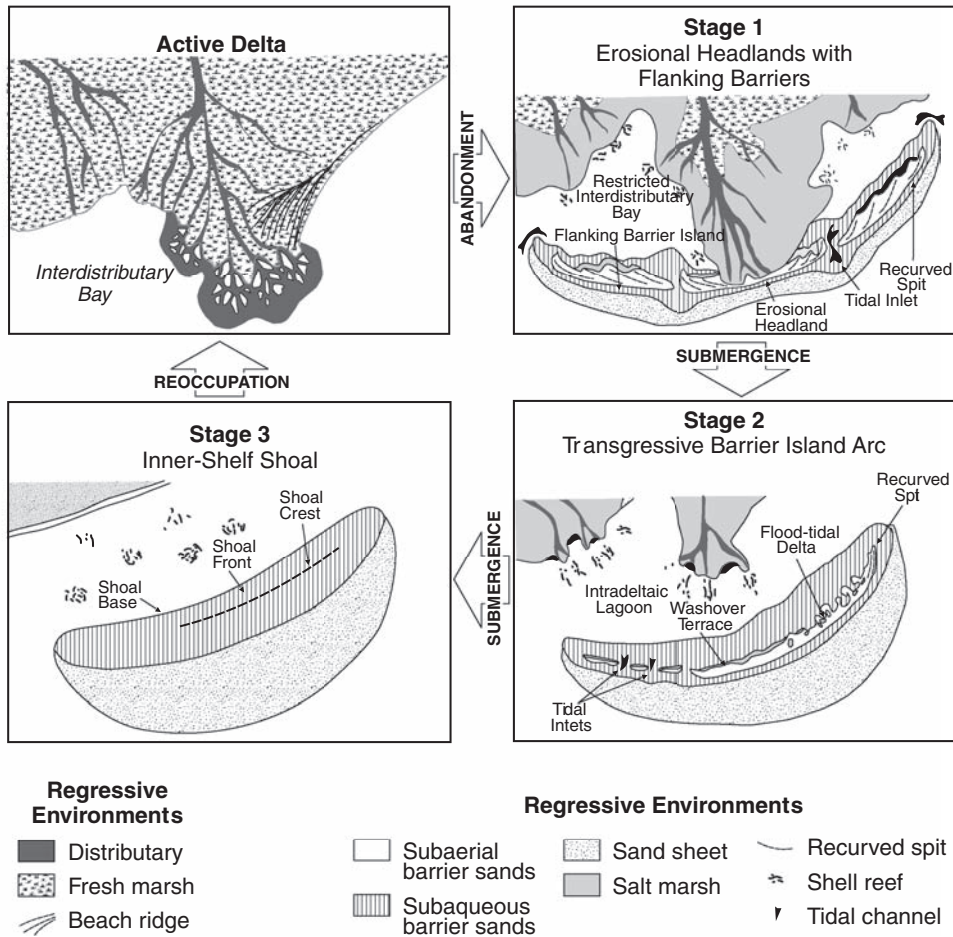 Active Delta
Interdistributary
Bay
ABANDONMENT
Stage 1
Erosional Headlands with
Flanking Barriers
Restricted
Interdistributary
Bay
Flanking Barrier Island
Recurved
Spit
Tidal Inlet
Erosional
Headland
SUBMERGENCE
Stage 2
Transgressive Barrier Island Arc
Recurved
Spt
Flood-tidal
Delta
Intradeltaic
Lagoon
Washover
Terrace
Tidal
Intets
SUBMERGENCE
Stage 3
Inner-Shelf Shoal
Shoal
Crest
Shoal
Front
Shoal
Base
REOCCUPATION
Regressive
Environments
Distributary
Fresh marsh
Beach ridge
Regressive Environments
Subaerial
barrier sands
Subaqueous
barrier sands
Sand sheet
Salt marsh
Recurved spit
Shell reef
Tidal channel